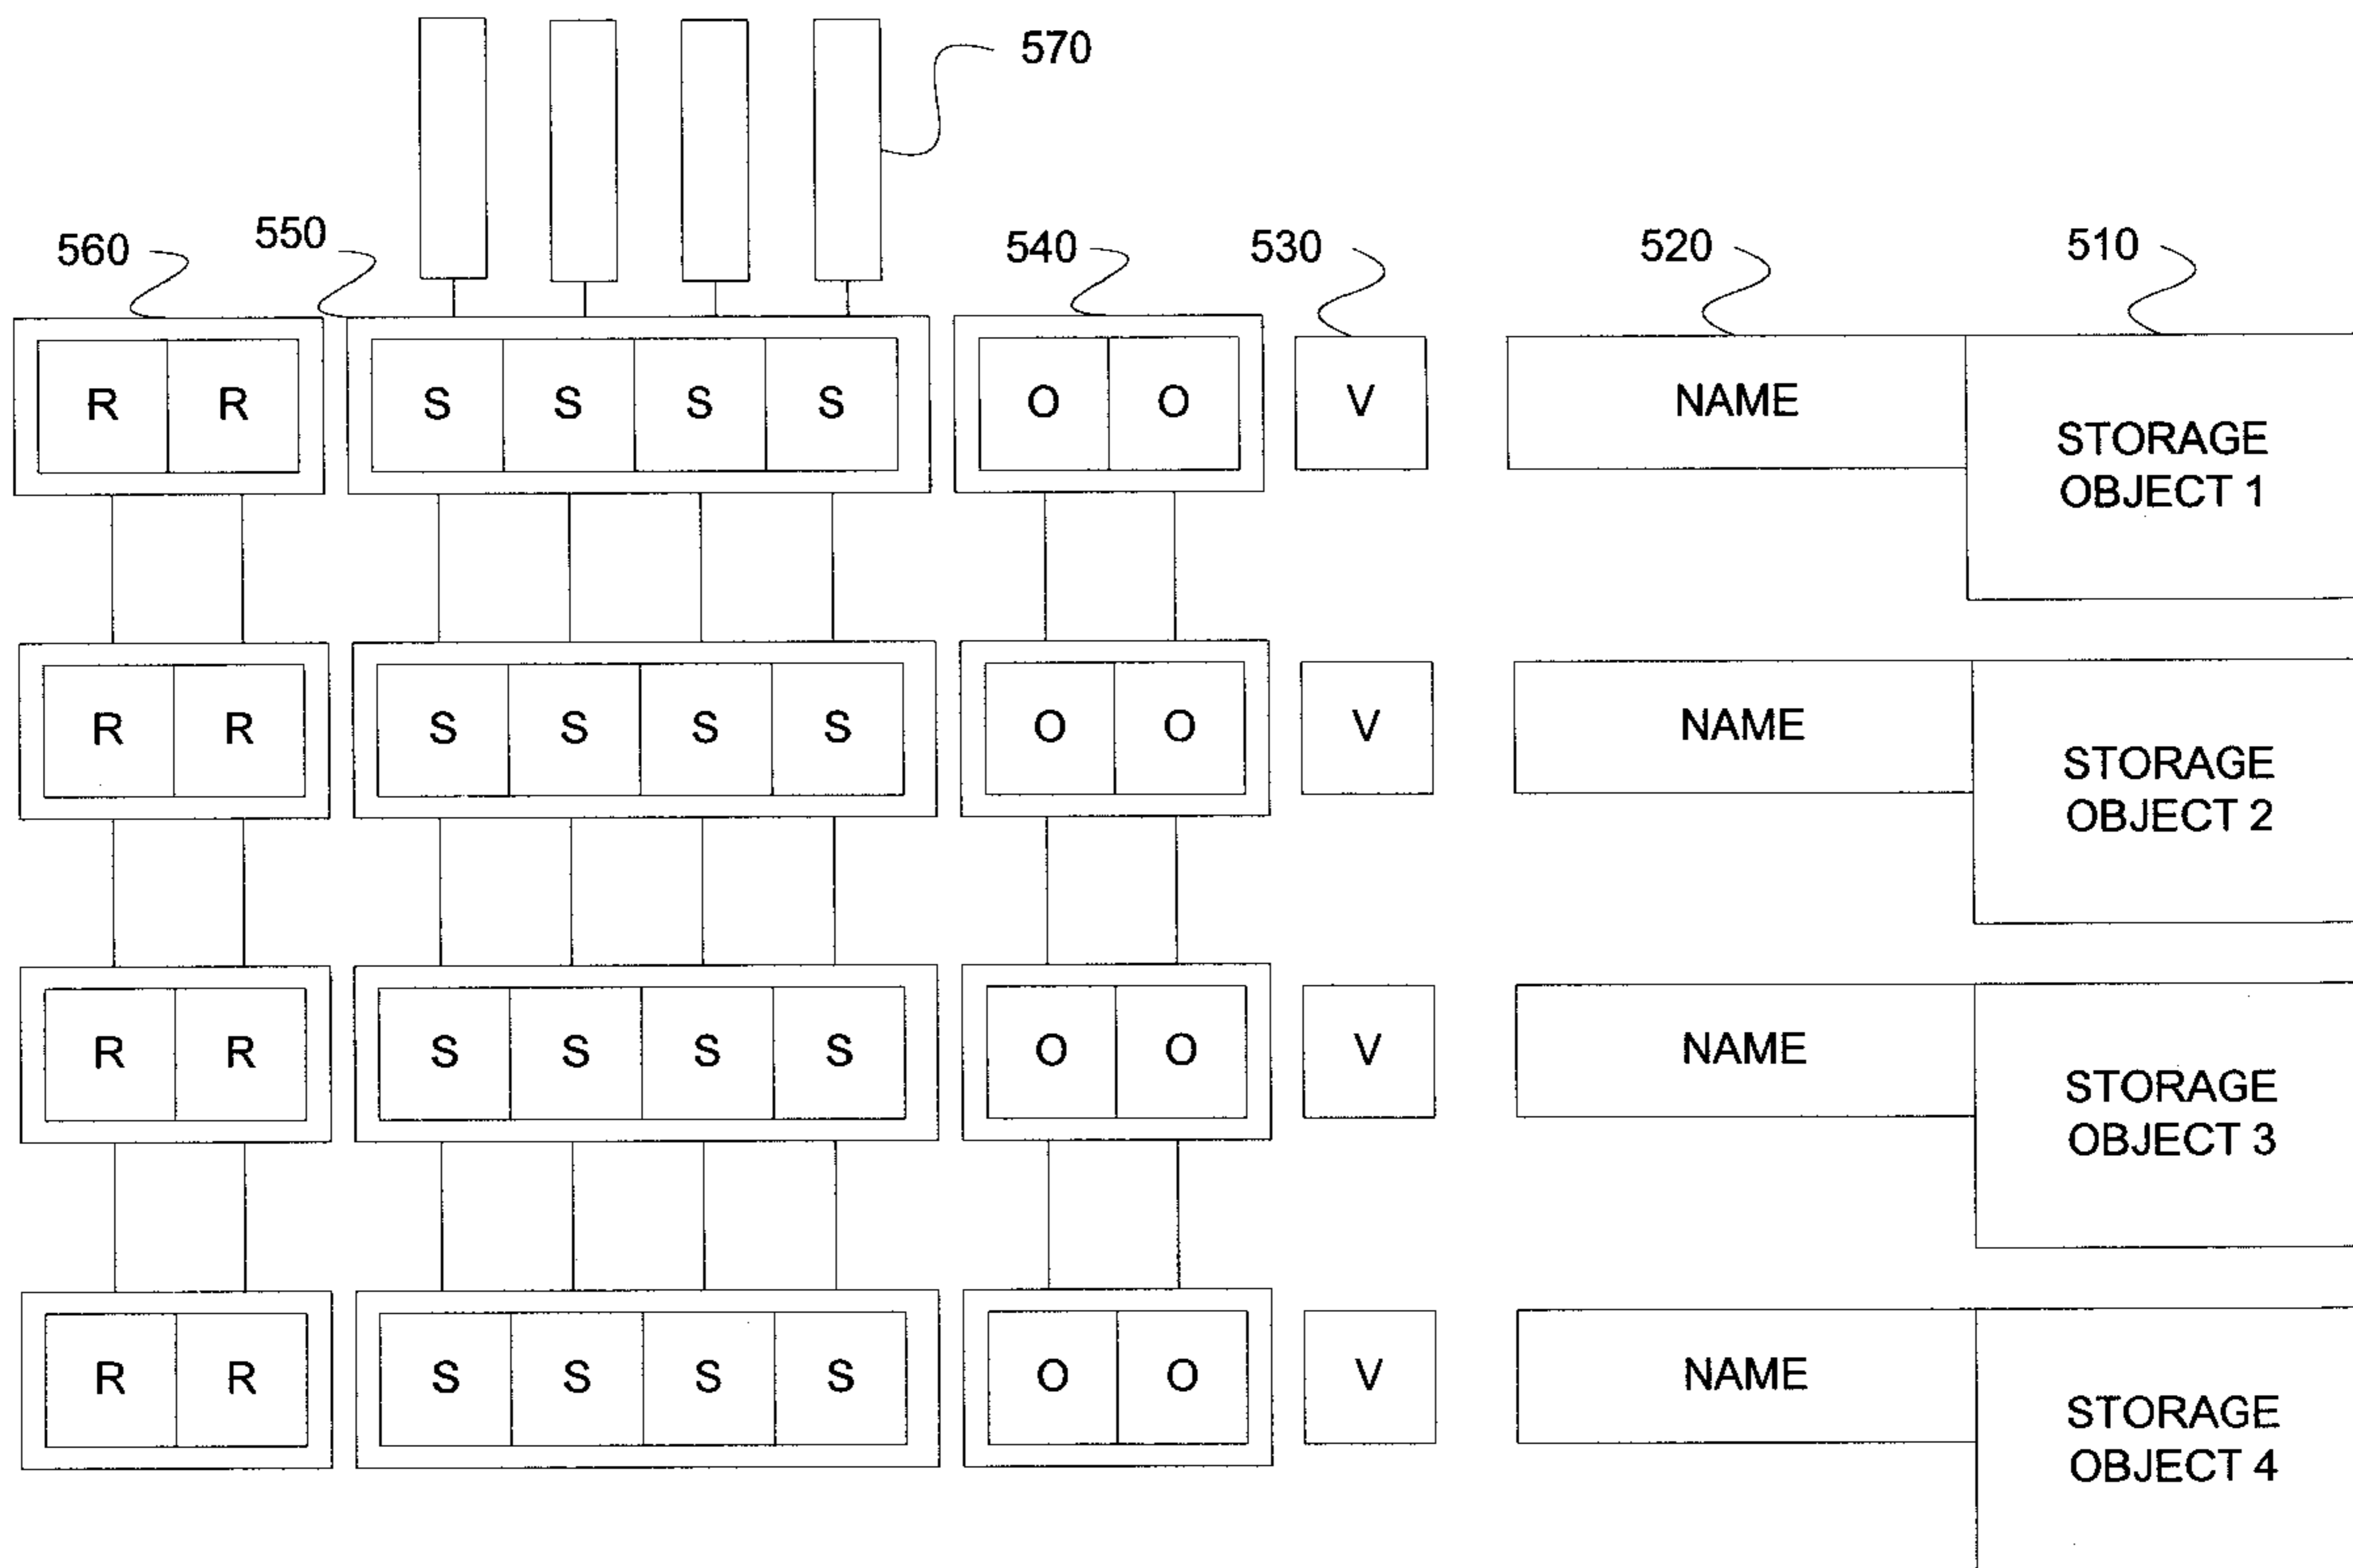 570
560 550 540 530 520 510
R R S S S S O O V NAME STORAGE
OBJECT 1
R R S S S S O O V NAME STORAGE
OBJECT 2
R R S S S S O O V NAME STORAGE
OBJECT 3
R R S S S S O O V NAME STORAGE
OBJECT 4